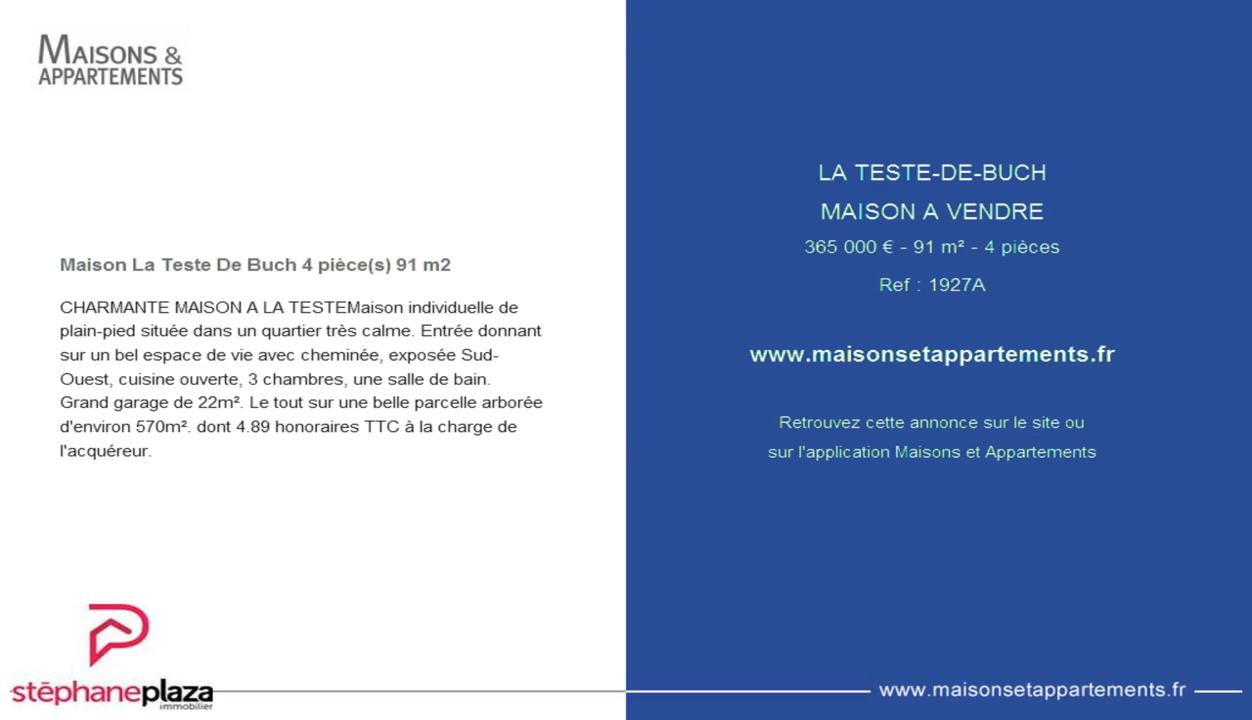 MAISONS &
APPARTEMENTS
Maison La Teste De Buch 4 pièce(s) 91 m2
CHARMANTE MAISON A LA TESTEMaison individuelle de
plain-pied située dans un quartier très calme. Entrée donnant
sur un bel espace de vie avec cheminée, exposée Sud-
Ouest, cuisine ouverte, 3 chambres, une salle de bain.
Grand garage de 22m². Le tout sur une belle parcelle arborée
d'environ 570m². dont 4.89 honoraires TTC à la charge de
l'acquéreur.
stéphaneplaza
immobilier
LA TESTE-DE-BUCH
MAISON A VENDRE
365 000 € - 91 m² - 4 pièces
Ref : 1927A
www.maisonsetappartements.fr
Retrouvez cette annonce sur le site ou
sur l'application Maisons et Appartements
www.maisonsetappartements.fr